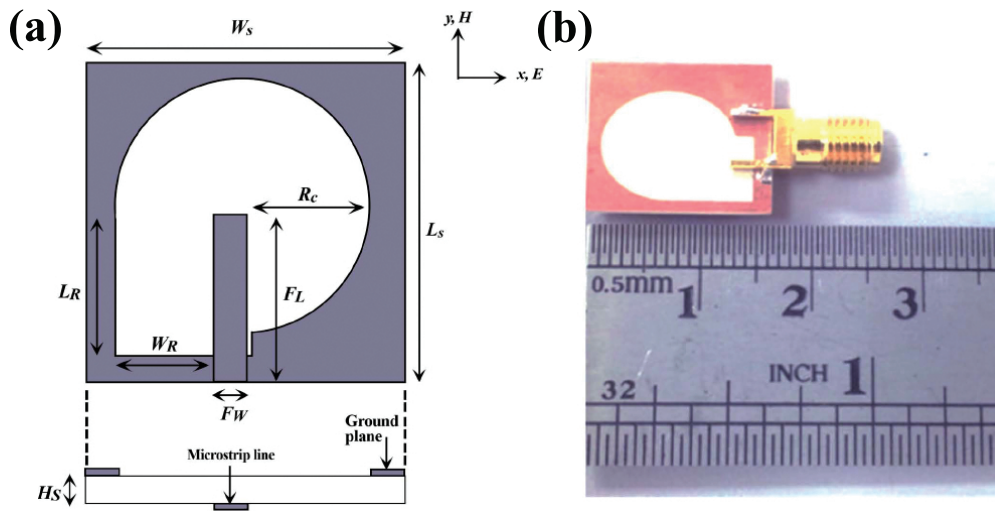 (a)
Ws
y, H
x, E
Rc
Ls
LR
FL
WR
FW
Ground
plane
Microstrip line
HS
(b)
0.5mm
1
2
3
INCH
1
32